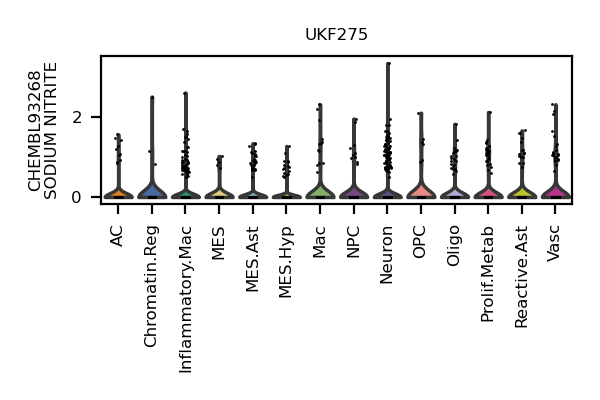 UKF275
CHEMBL93268
SODIUM NITRITE
2
0
AC
Chromatin.Reg
Inflammatory.Mac
MES
MES.Ast
MES.Hyp
Mac
NPC
Neuron
OPC
Oligo
Prolif.Metab
Reactive.Ast
Vasc